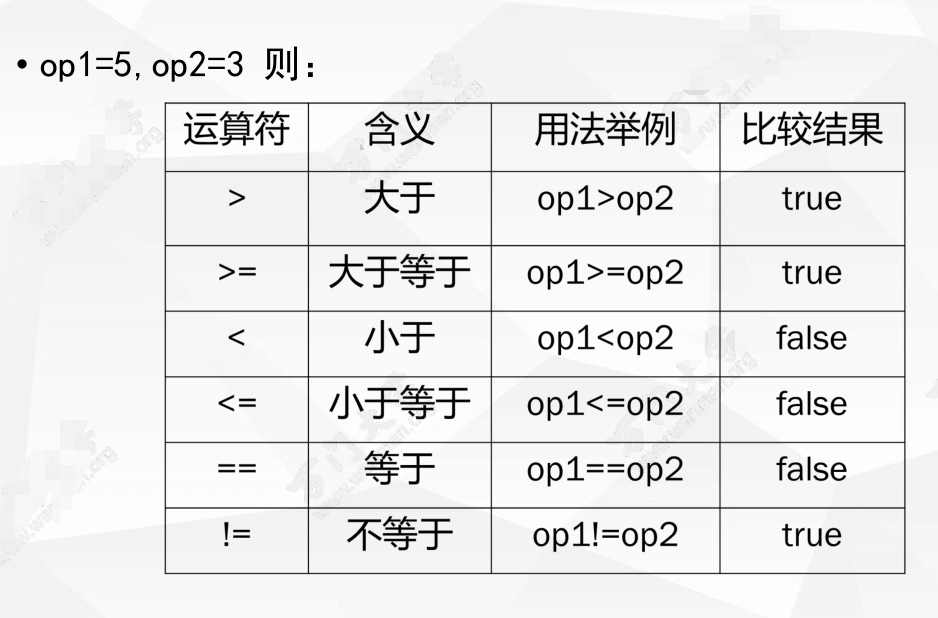 • op1=5, op2=3 则：
运算符 含义 用法举例 比较结果
> 大于 op1>op2 true
>= 大于等于 op1>=op2 true
< 小于 op1<op2 false
<= 小于等于 op1<=op2 false
== 等于 op1==op2 false
!= 不等于 op1!=op2 true